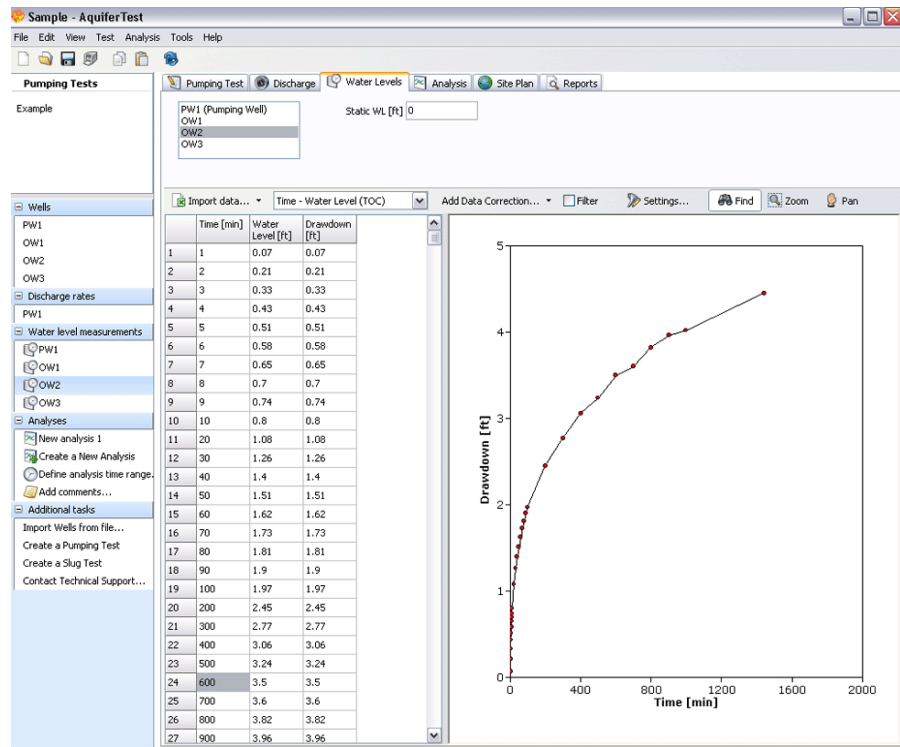 Sample - AquiferTest
File Edit View Test Analysis Tools Help
Pumping Tests
Example
Pumping Test Discharge Water Levels Analysis Site Plan Reports
PW1 (Pumping Well)
OW1
OW2
OW3
Static WL [ft] 0
Wells
PW1
OW1
OW2
OW3
Discharge rates
PW1
Water level measurements
PW1
OW1
OW2
OW3
Analyses
New analysis 1
Create a New Analysis
Define analysis time range.
Add comments...
Additional tasks
Import Wells from file...
Create a Pumping Test
Create a Slug Test
Contact Technical Support...
Import data... Time - Water Level (TOC) Add Data Correction... Filter Settings... Find Zoom Pan
Time [min] Water Level [ft] Drawdown [ft]
1 1 0.07 0.07
2 2 0.21 0.21
3 3 0.33 0.33
4 4 0.43 0.43
5 5 0.51 0.51
6 6 0.58 0.58
7 7 0.65 0.65
8 8 0.7 0.7
9 9 0.74 0.74
10 10 0.8 0.8
11 20 1.08 1.08
12 30 1.26 1.26
13 40 1.4 1.4
14 50 1.51 1.51
15 60 1.62 1.62
16 70 1.73 1.73
17 80 1.81 1.81
18 90 1.9 1.9
19 100 1.97 1.97
20 200 2.45 2.45
21 300 2.77 2.77
22 400 3.06 3.06
23 500 3.24 3.24
24 600 3.5 3.5
25 700 3.6 3.6
26 800 3.82 3.82
27 900 3.96 3.96
5
4
3
2
1
0
Drawdown [ft]
0 400 800 1200 1600 2000
Time [min]